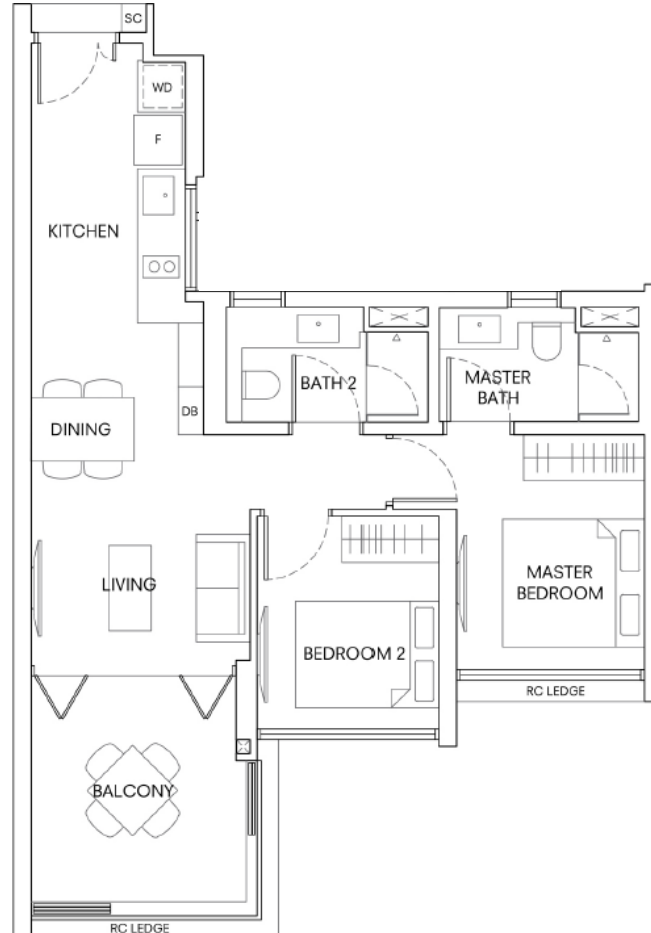 SC
WD
F
KITCHEN
BATH 2
MASTER
BATH
DB
DINING
LIVING
MASTER
BEDROOM
BEDROOM 2
RC LEDGE
BALCONY
RC LEDGE